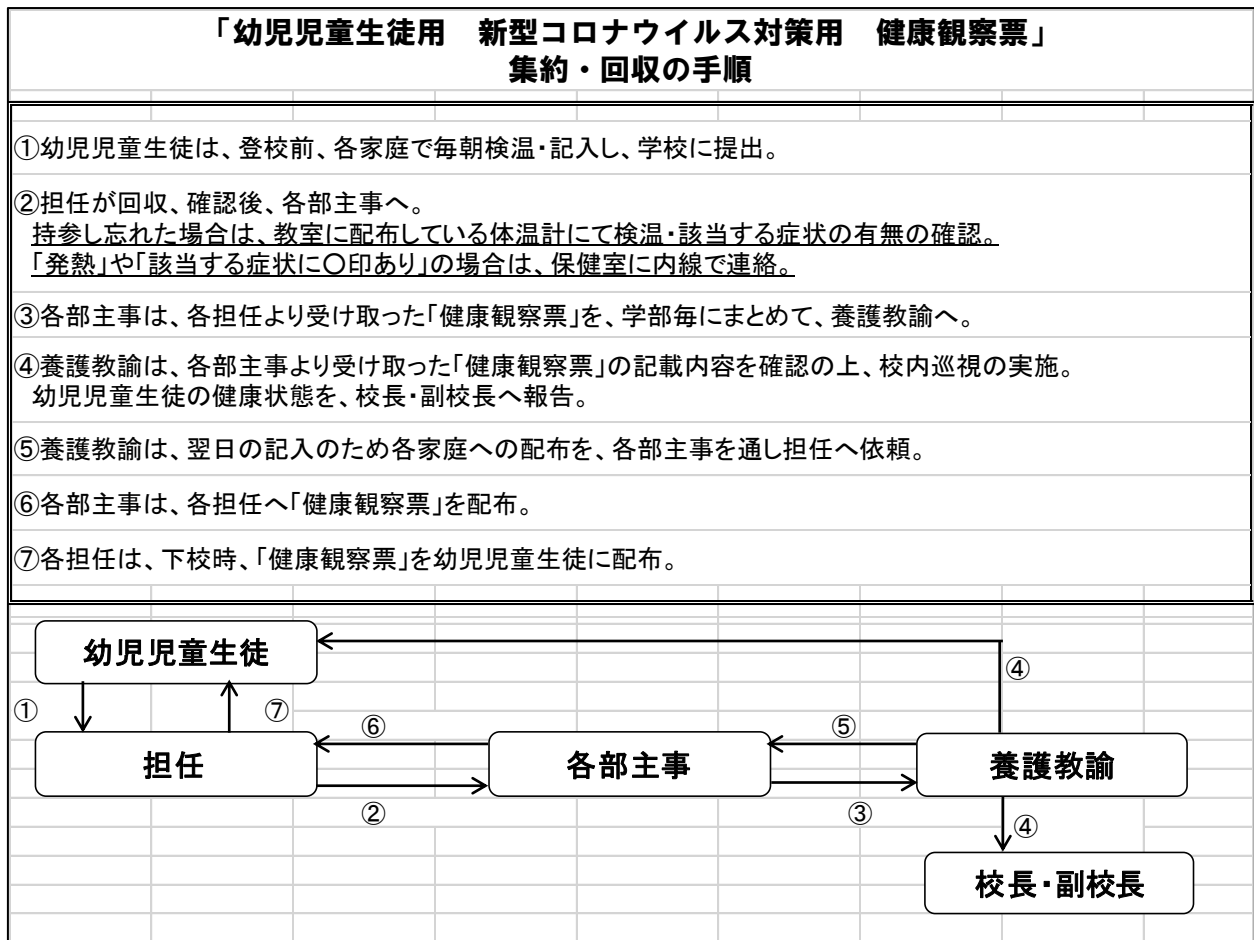 「幼児児童生徒用　新型コロナウイルス対策用　健康観察票」
集約・回収の手順
①幼児児童生徒は、登校前、各家庭で毎朝検温・記入し、学校に提出。
②担任が回収、確認後、各部主事へ。
持参し忘れた場合は、教室に配布している体温計にて検温・該当する症状の有無の確認。
「発熱」や「該当する症状に〇印あり」の場合は、保健室に内線で連絡。
③各部主事は、各担任より受け取った「健康観察票」を、学部毎にまとめて、養護教諭へ。
④養護教諭は、各部主事より受け取った「健康観察票」の記載内容を確認の上、校内巡視の実施。
幼児児童生徒の健康状態を、校長・副校長へ報告。
⑤養護教諭は、翌日の記入のため各家庭への配布を、各部主事を通し担任へ依頼。
⑥各部主事は、各担任へ「健康観察票」を配布。
⑦各担任は、下校時、「健康観察票」を幼児児童生徒に配布。
幼児児童生徒
④
①
⑦
⑥
⑤
担任
各部主事
養護教諭
②
③
④
校長・副校長